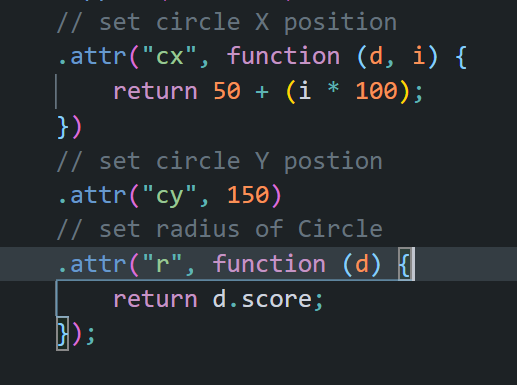 // set circle X position
.attr("cx", function (d, i) {
return 50 + (i * 100);
})
// set circle Y postion
.attr("cy", 150)
// set radius of Circle
.attr("r", function (d) {
return d.score;
});